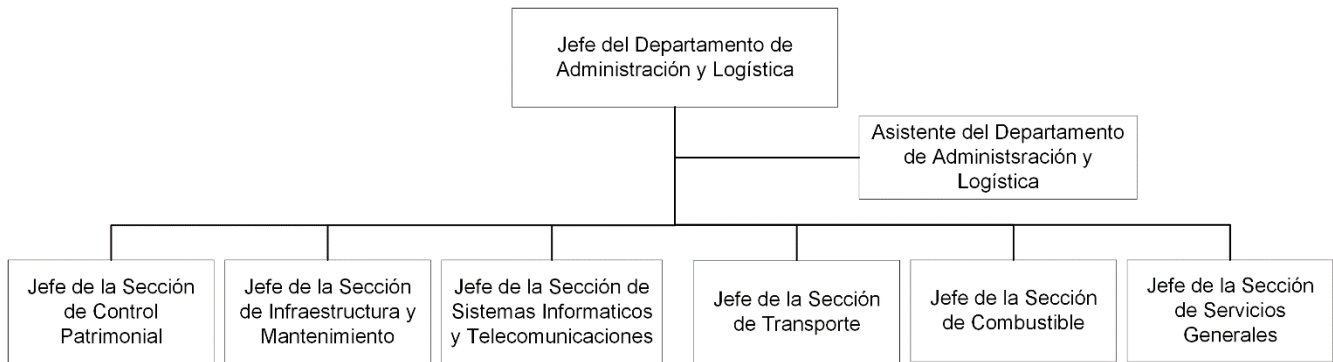 Jefe del Departamento de
Administración y Logística
Asistente del Departamento
de Administsración y
Logística
Jefe de la Sección
de Control
Patrimonial
Jefe de la Sección
de Infraestructura y
Mantenimiento
Jefe de la Sección de
Sistemas Informaticos
y Telecomunicaciones
Jefe de la Sección
de Transporte
Jefe de la Sección
de Combustible
Jefe de la Sección
de Servicios
Generales